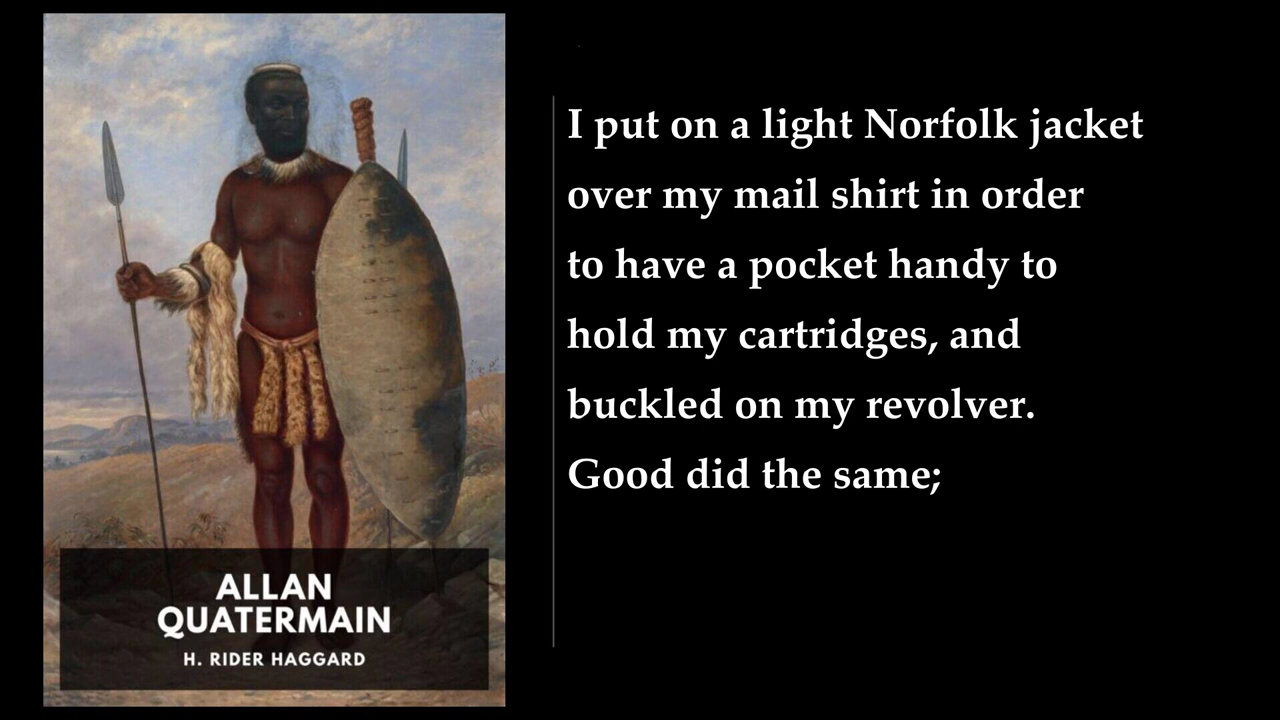 ALLAN
QUATERMAIN
H. RIDER HAGGARD
I put on a light Norfolk jacket
over my mail shirt in order
to have a pocket handy to
hold my cartridges, and
buckled on my revolver.
Good did the same;